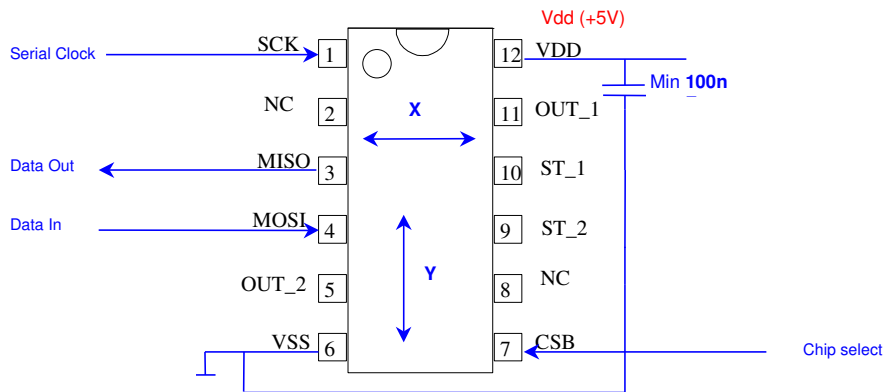 Vdd (+5V)
Serial Clock
SCK
1
12
VDD
Min 100n
NC
2
X
11
OUT_1
Data Out
MISO
3
10
ST_1
Data In
MOSI
4
9
ST_2
OUT_2
5
Y
8
NC
VSS
6
7
CSB
Chip select